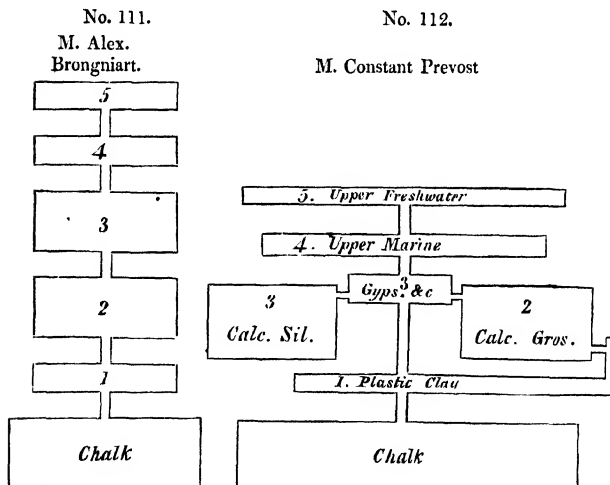 No. 111.
M. Alex.
Brongniart.
5
4
3
2
1
Chalk
No. 112.
M. Constant Prevost
5. Upper Freshwater
4. Upper Marine
3
Gyps. &c
3
Calc. Sil.
2
Calc. Gros.
1. Plastic Clay
Chalk